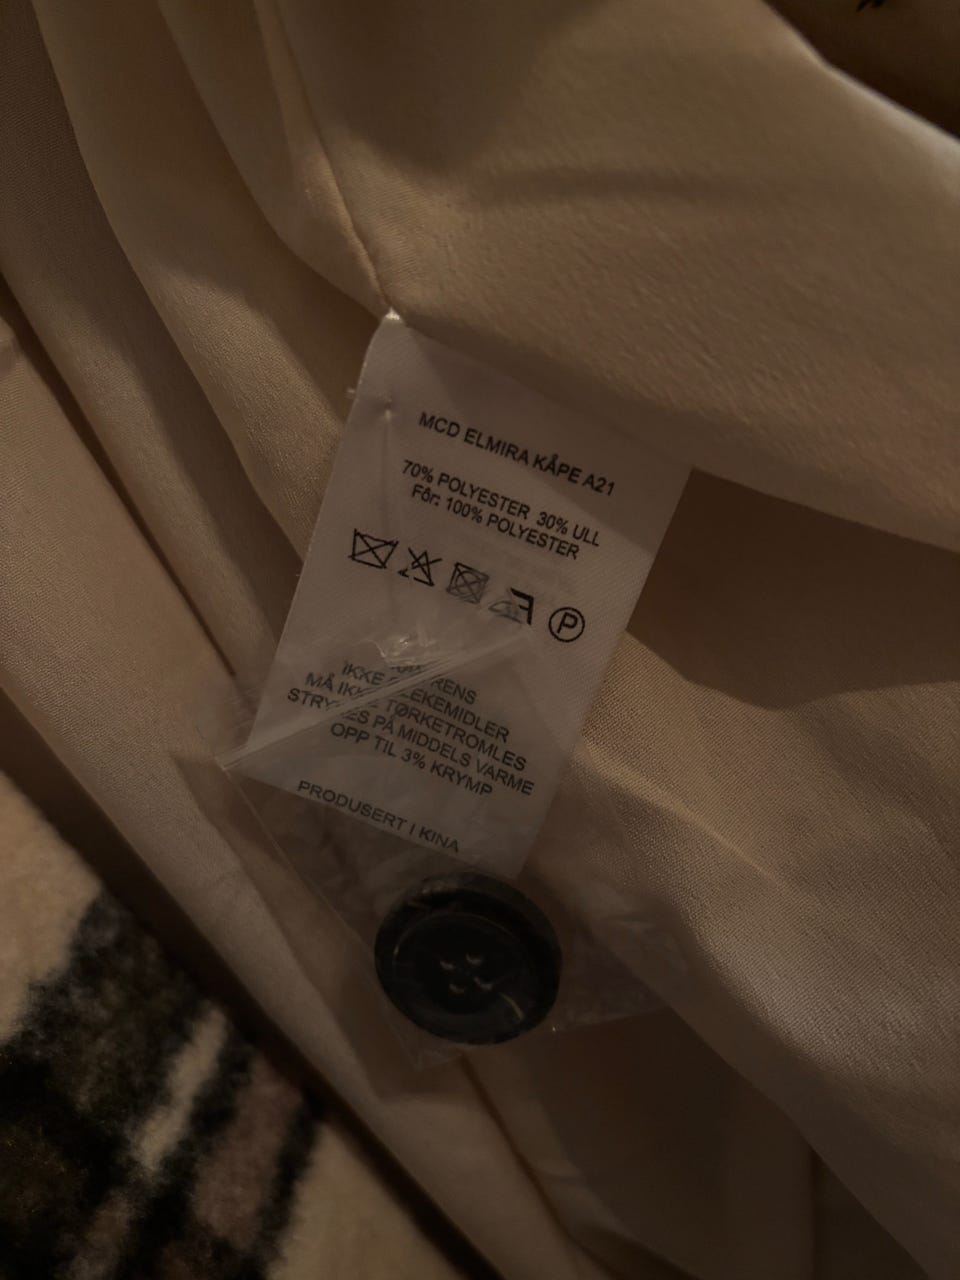 MCD ELMIRA KÅPE A21
70% POLYESTER 30% ULL
Fôr: 100% POLYESTER
P
IKKE
MÅ TØRKETROMLES
STRYKES PÅ MIDDELS VARME
OPP TIL 3% KRYMP
PRODUSERT I KINA